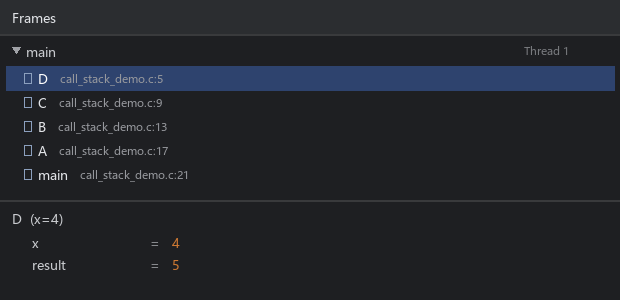 Frames
main Thread 1
D call_stack_demo.c:5
C call_stack_demo.c:9
B call_stack_demo.c:13
A call_stack_demo.c:17
main call_stack_demo.c:21
D (x=4)
x = 4
result = 5